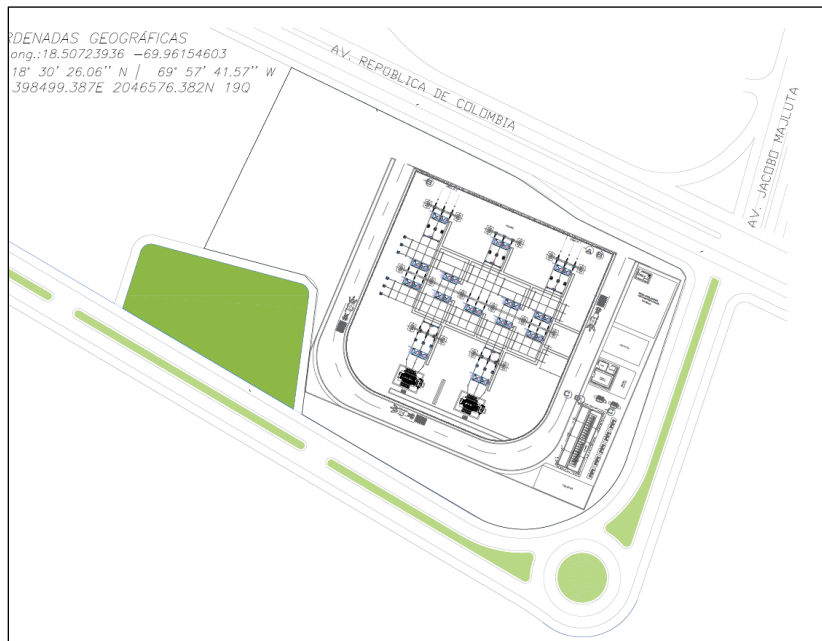 RDENADAS GEOGRÁFICAS
ong.:18.50723936 –69.96154603
18° 30' 26.06'' N | 69° 57' 41.57'' W
398499.387E 2046576.382N 19Q
AV. REPUBLICA DE COLOMBIA
AV. JACOBO MAJLUTA